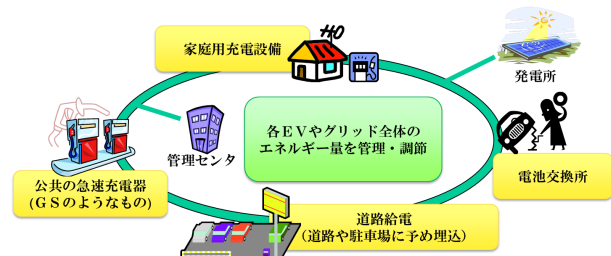 家庭用充電設備
発電所
各EVやグリッド全体の
エネルギー量を管理・調節
管理センタ
公共の急速充電器
(GSのようなもの)
電池交換所
道路給電
(道路や駐車場に予め埋込)